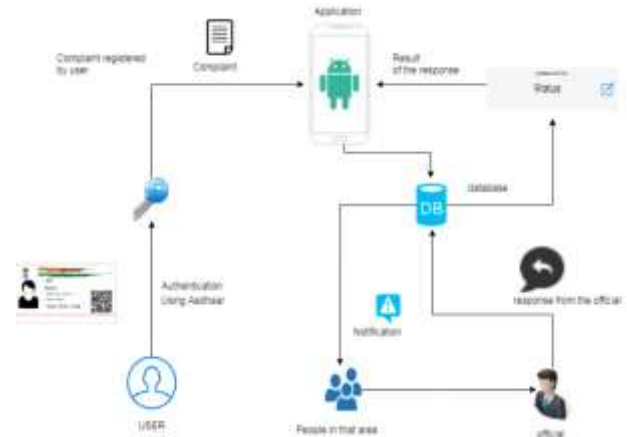 Application
Complaint registered
by user
Complaint
Result
of the response
Status
DB
database
Authentication
Using Aadhaar
response from the official
Notification
USER
People in that area
official